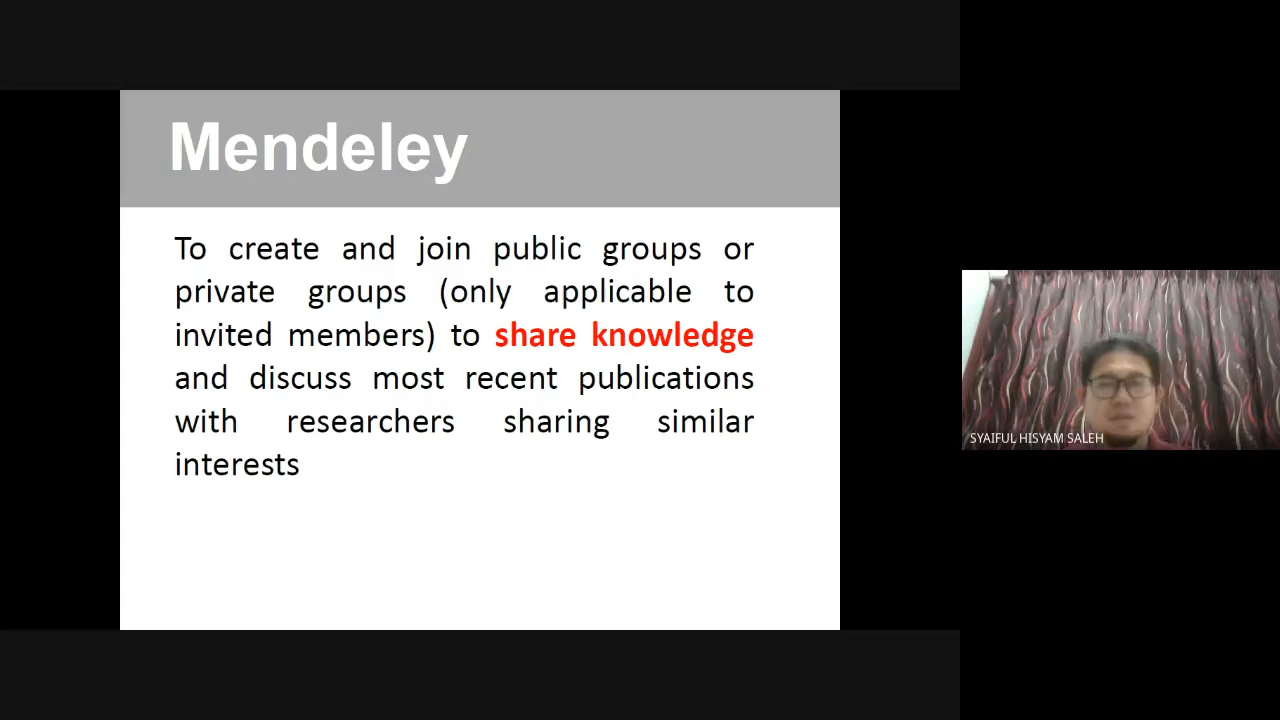 Mendeley
To create and join public groups or
private groups (only applicable to
invited members) to share knowledge
and discuss most recent publications
with researchers sharing similar
interests
SYAIFUL HISYAM SALEH